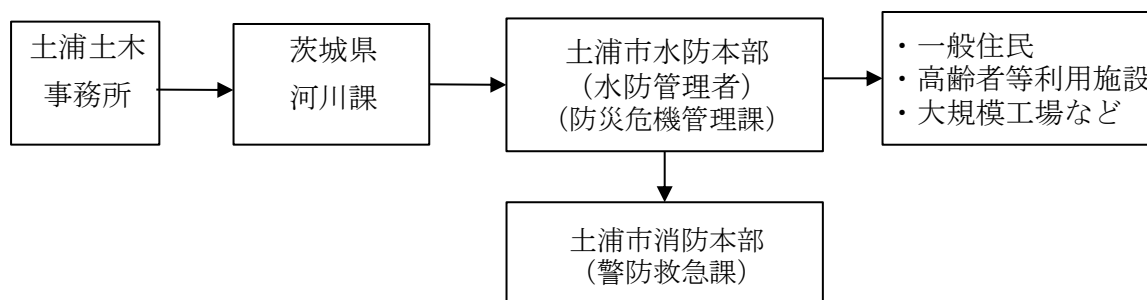 土浦土木
事務所
茨城県
河川課
土浦市水防本部
（水防管理者）
（防災危機管理課）
・一般住民
・高齢者等利用施設
・大規模工場など
土浦市消防本部
（警防救急課）